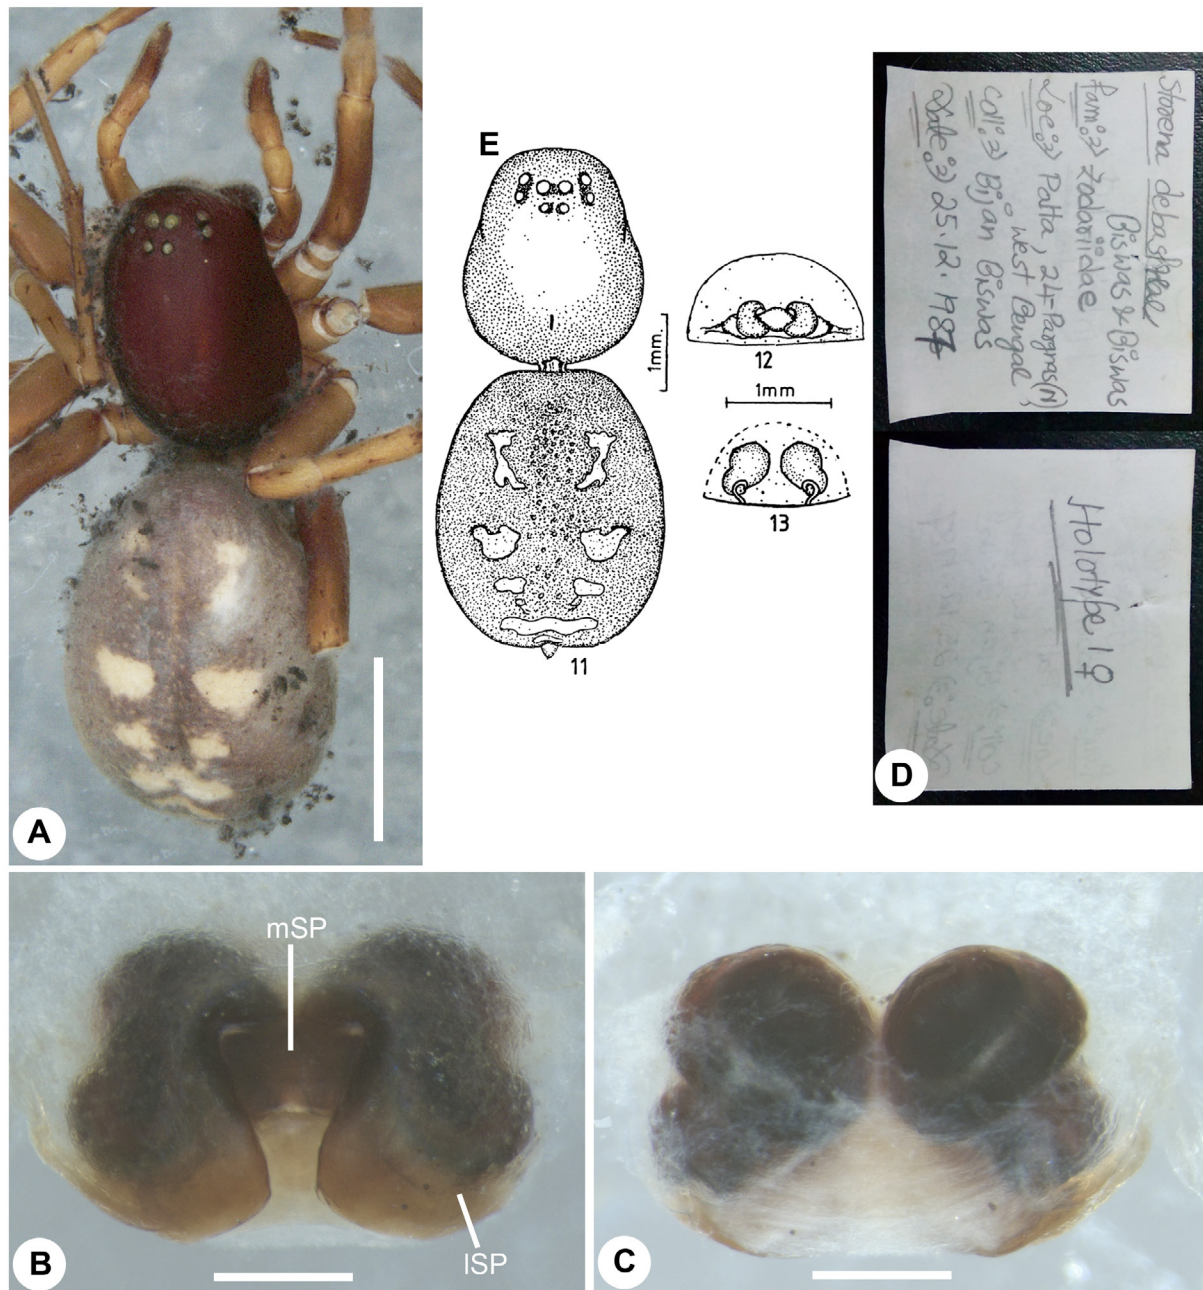 A
E
1mm
12
1mm
13
11
Storena debasrae
Biswas & Biswas
Fam:→ Zodariidae
Loc:→ Patta, 24-Pargnas(N),
West Bengal,
Coll:→ Bijan Biswas
Date:→ 25.12.1987
Holotype 1♀
D
mSP
lSP
B
C